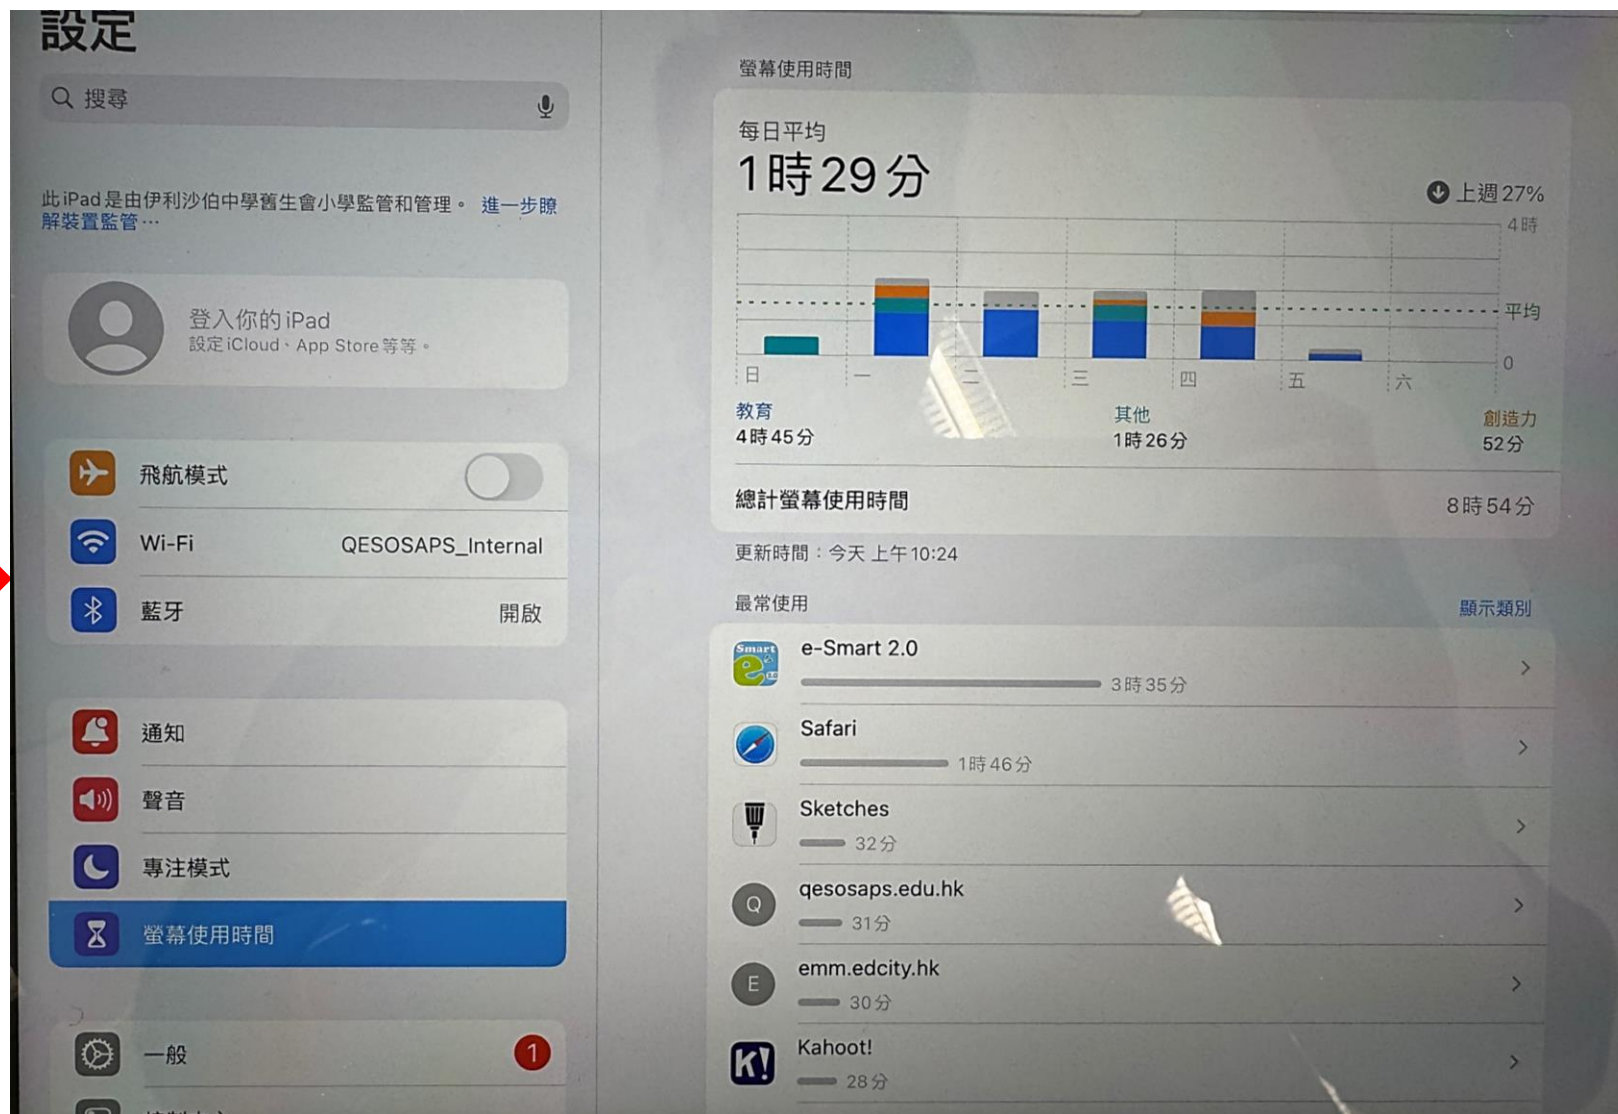 設定
搜尋
此iPad是由伊利沙伯中學舊生會小學監管和管理。 進一步瞭
解裝置監管…
登入你的iPad
設定iCloud、App Store等等。
飛航模式
Wi-Fi QESOSAPS_Internal
藍牙 開啟
通知
聲音
專注模式
螢幕使用時間
一般 1
螢幕使用時間
每日平均
1時29分
上週27%
4時
平均
0
日 一 二 三 四 五 六
教育 其他 創造力
4時45分 1時26分 52分
總計螢幕使用時間 8時54分
更新時間：今天 上午10:24
最常使用 顯示類別
Smart e 2.0
e-Smart 2.0
3時35分
Safari
1時46分
Sketches
32分
Q
qesosaps.edu.hk
31分
E
emm.edcity.hk
30分
K!
Kahoot!
28分